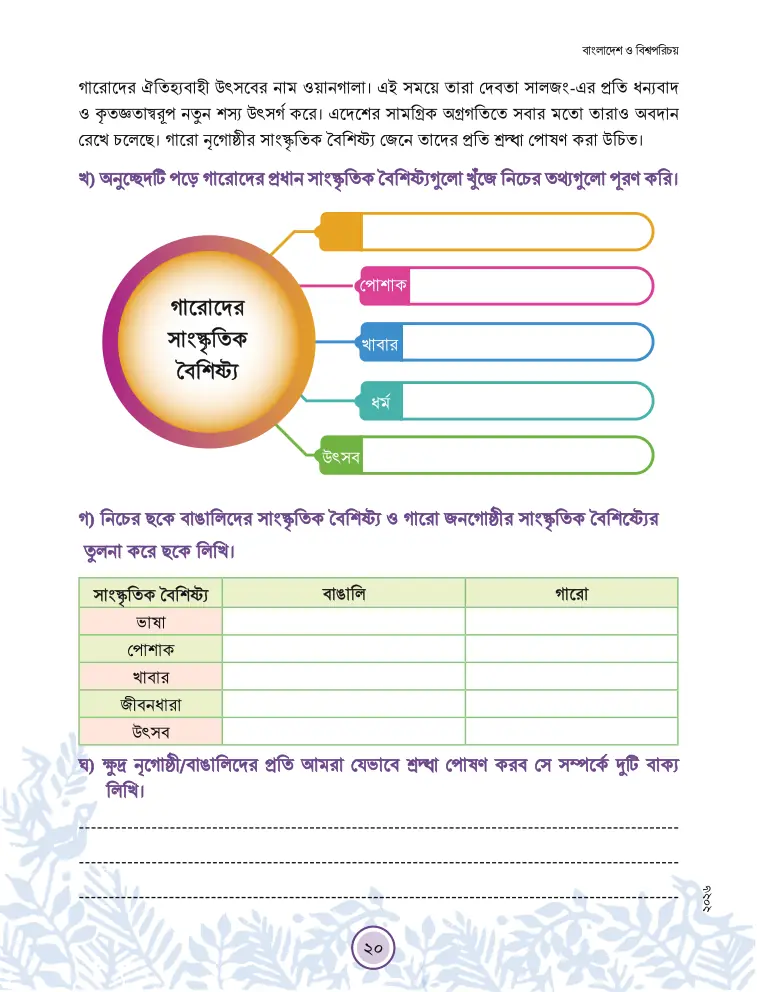 বাংলাদেশ ও বিশ্বপরিচয়
গারোদের ঐতিহ্যবাহী উৎসবের নাম ওয়ানগালা। এই সময়ে তারা দেবতা সালজং-এর প্রতি ধন্যবাদ
ও কৃতজ্ঞতাস্বরূপ নতুন শস্য উৎসর্গ করে। এদেশের সামগ্রিক অগ্রগতিতে সবার মতো তারাও অবদান
রেখে চলেছে। গারো নৃগোষ্ঠীর সাংস্কৃতিক বৈশিষ্ট্য জেনে তাদের প্রতি শ্রদ্ধা পোষণ করা উচিত।
খ) অনুচ্ছেদটি পড়ে গারোদের প্রধান সাংস্কৃতিক বৈশিষ্ট্যগুলো খুঁজে নিচের তথ্যগুলো পূরণ করি।
গারোদের
সাংস্কৃতিক
বৈশিষ্ট্য
পোশাক
খাবার
ধর্ম
উৎসব
গ) নিচের ছকে বাঙালিদের সাংস্কৃতিক বৈশিষ্ট্য ও গারো জনগোষ্ঠীর সাংস্কৃতিক বৈশিষ্ট্যের
তুলনা করে ছকে লিখি।
সাংস্কৃতিক বৈশিষ্ট্য বাঙালি গারো
ভাষা
পোশাক
খাবার
জীবনধারা
উৎসব
ঘ) ক্ষুদ্র নৃগোষ্ঠী/বাঙালিদের প্রতি আমরা যেভাবে শ্রদ্ধা পোষণ করব সে সম্পর্কে দুটি বাক্য
লিখি।
২০২৬
২০